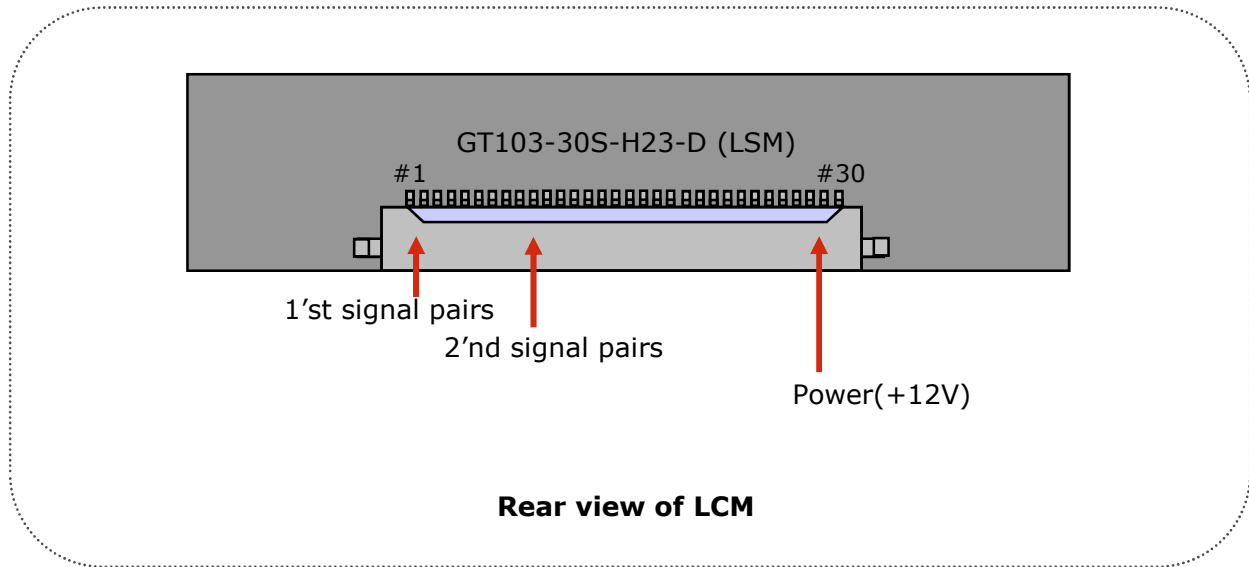 GT103-30S-H23-D (LSM)
#1 #30
1’st signal pairs
2’nd signal pairs
Power(+12V)
Rear view of LCM